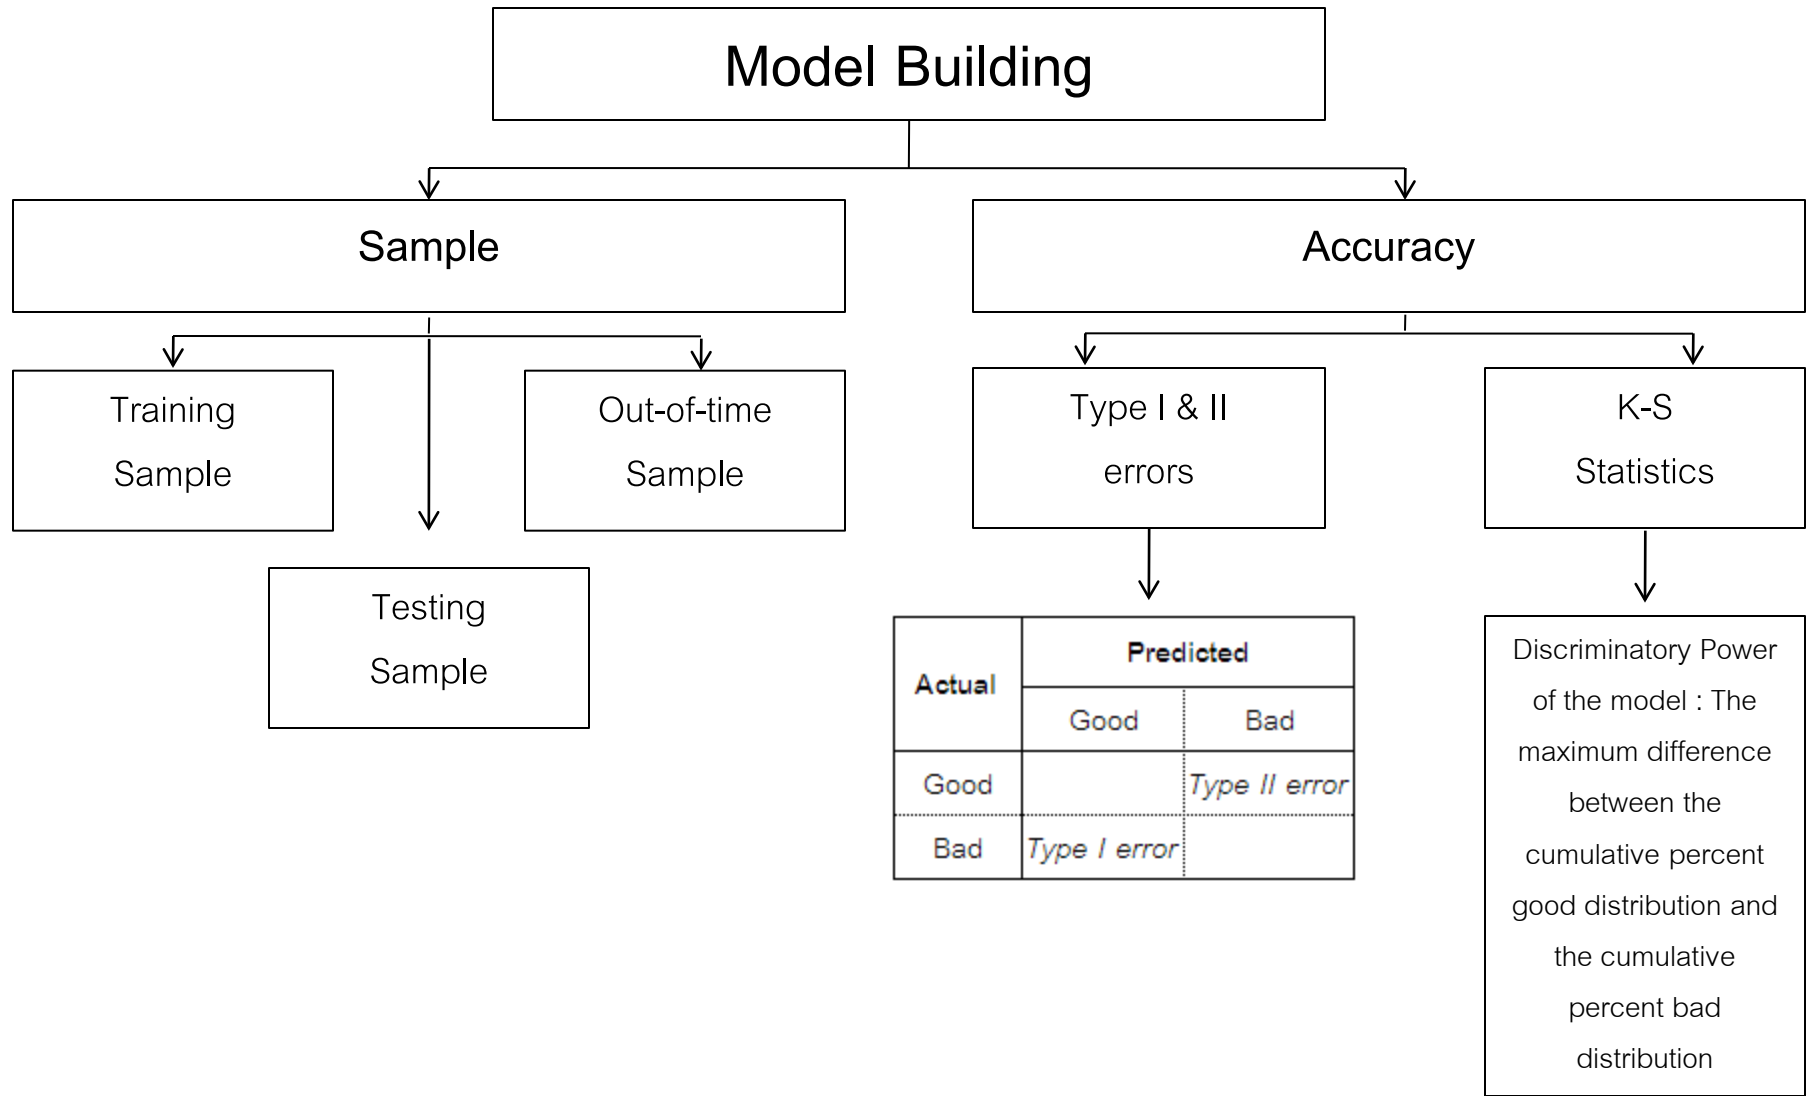 Model Building
Sample
Accuracy
Training
Sample
Out-of-time
Sample
Testing
Sample
Type I & II
errors
K-S
Statistics
Actual
Predicted
Good
Bad
Good
Type II error
Bad
Type I error
Discriminatory Power
of the model : The
maximum difference
between the
cumulative percent
good distribution and
the cumulative
percent bad
distribution